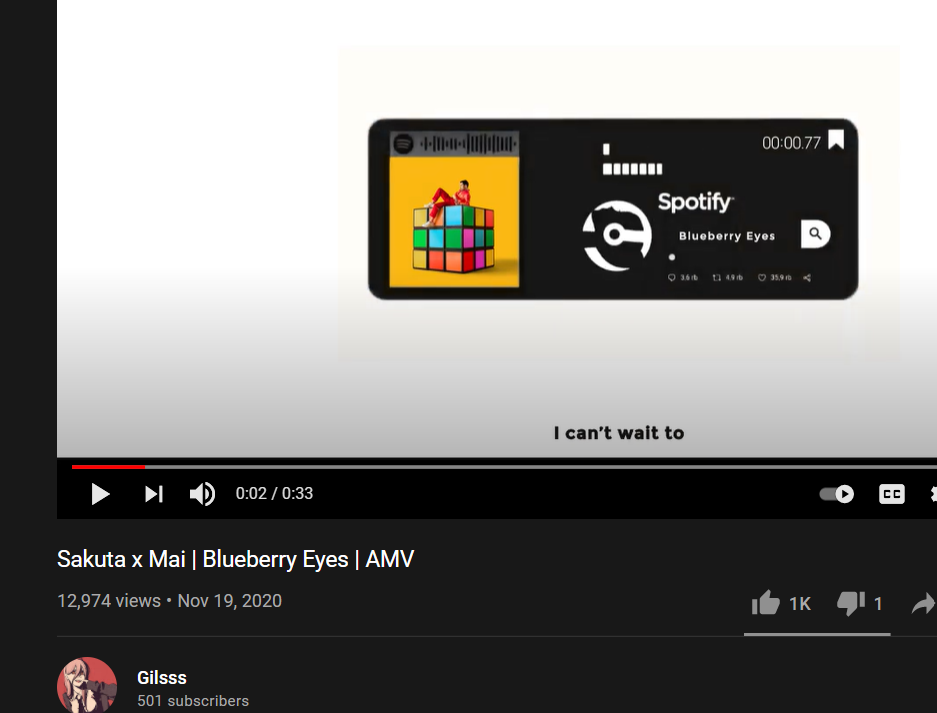 00:00.77
Spotify
Blueberry Eyes
3.6 rb 4.9 rb 35.9 rb
I can't wait to
0:02 / 0:33
CC
Sakuta x Mai | Blueberry Eyes | AMV
12,974 views • Nov 19, 2020
1K 1
Gilsss
501 subscribers